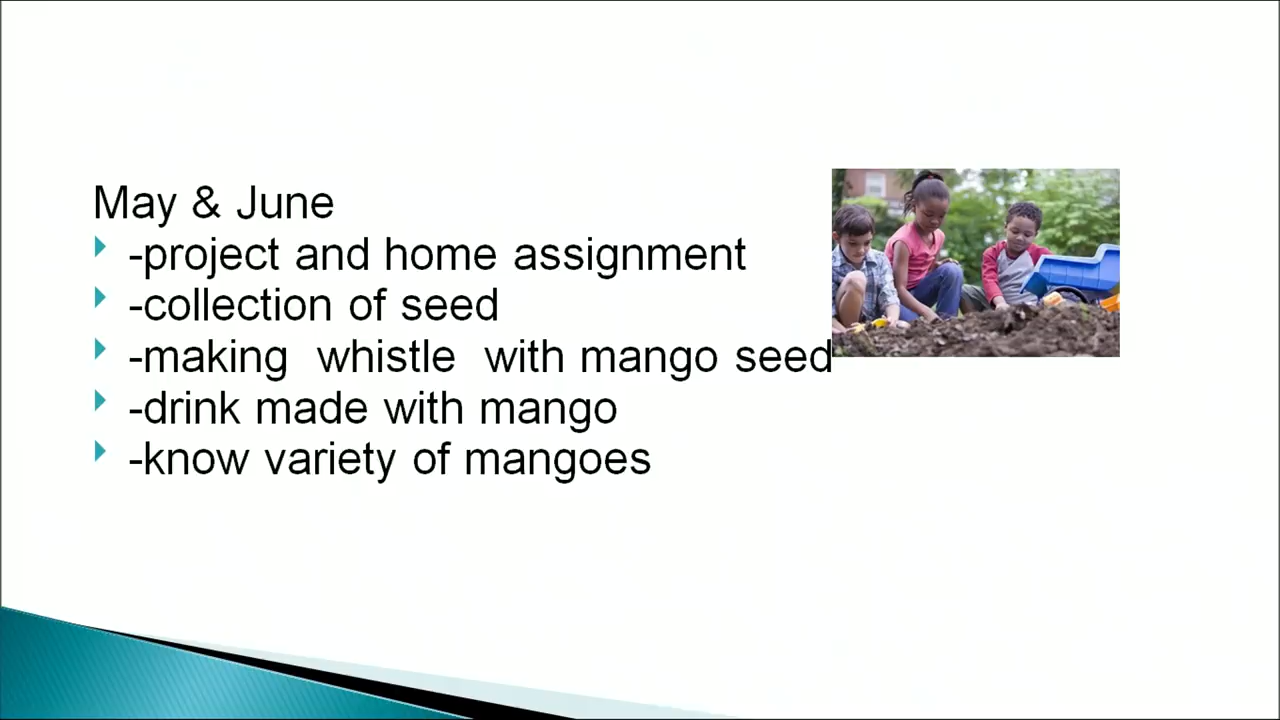 May & June
-project and home assignment
-collection of seed
-making  whistle  with mango seed
-drink made with mango
-know variety of mangoes